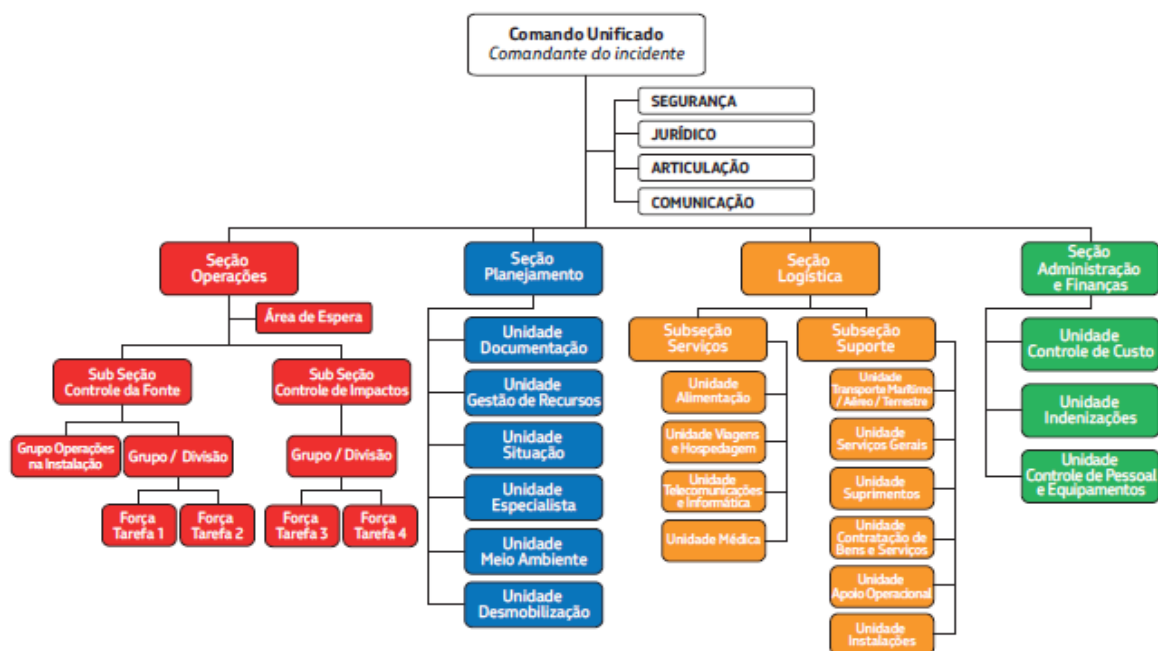 Comando Unificado
Comandante do incidente
SEGURANÇA
JURÍDICO
ARTICULAÇÃO
COMUNICAÇÃO
Seção
Operações
Área de Espera
Sub Seção
Controle da Fonte
Sub Seção
Controle de Impactos
Grupo Operações
na Instalação
Grupo / Divisão
Grupo / Divisão
Força
Tarefa 1
Força
Tarefa 2
Força
Tarefa 3
Força
Tarefa 4
Seção
Planejamento
Unidade
Documentação
Unidade
Gestão de Recursos
Unidade
Situação
Unidade
Especialista
Unidade
Meio Ambiente
Unidade
Desmobilização
Seção
Logística
Subseção
Serviços
Unidade
Alimentação
Unidade Viagens
e Hospedagem
Unidade
Telecomunicações
e Informática
Unidade Médica
Subseção
Suporte
Unidade
Transporte Marítimo
/ Aéreo / Terrestre
Unidade
Serviços Gerais
Unidade
Suprimentos
Unidade
Contratação de
Bens e Serviços
Unidade
Apoio Operacional
Unidade
Instalações
Seção
Administração
e Finanças
Unidade
Controle de Custo
Unidade
Indenizações
Unidade
Controle de Pessoal
e Equipamentos